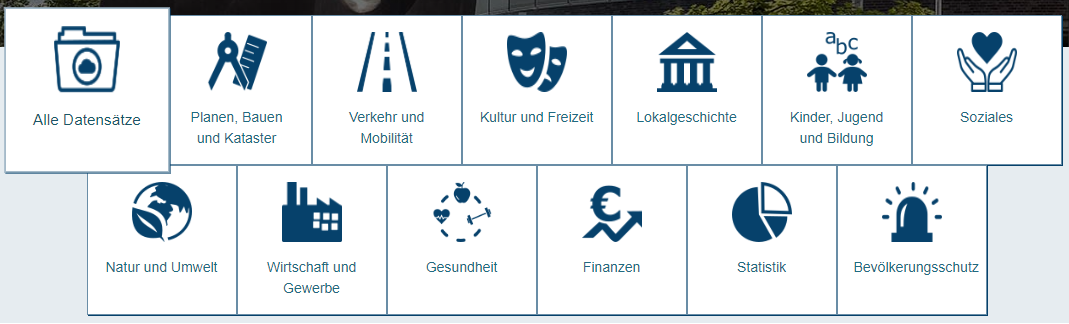 Alle Datensätze
Planen, Bauen
und Kataster
Verkehr und
Mobilität
Kultur und Freizeit
Lokalgeschichte
abc
Kinder, Jugend
und Bildung
Soziales
Natur und Umwelt
Wirtschaft und
Gewerbe
Gesundheit
€
Finanzen
Statistik
Bevölkerungsschutz